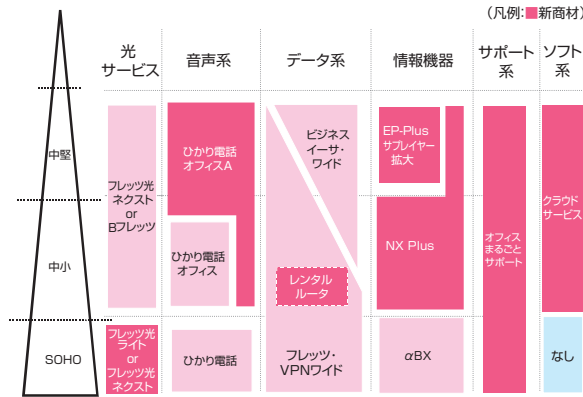 (凡例:■新商材)
光
サービス
音声系
データ系
情報機器
サポート
系
ソフト
系
中堅
中小
SOHO
フレッツ光
ネクスト
or
Bフレッツ
フレッツ光
ライト
or
フレッツ光
ネクスト
ひかり電話
オフィスA
ひかり電話
オフィス
ひかり電話
ビジネス
イーサ・
ワイド
レンタル
ルータ
フレッツ・
VPNワイド
EP-Plus
サプレイヤー
拡大
NX Plus
αBX
オフィス
まるごと
サポート
クラウド
サービス
なし